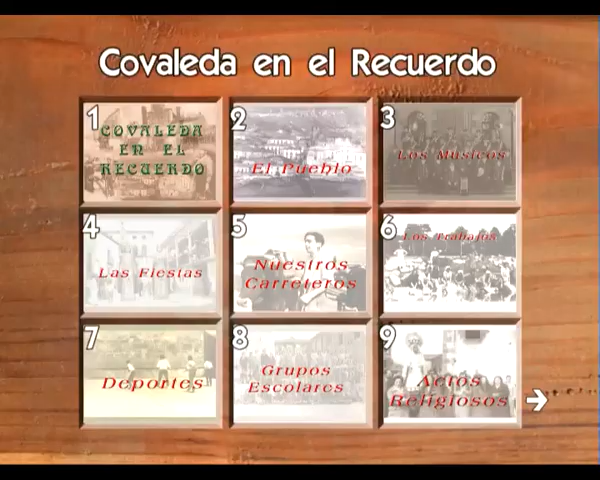 Covaleda en el Recuerdo
1
COVALEDA
EN EL
RECUERDO
2
El Pueblo
3
Los Músicos
4
Las Fiestas
5
Nuestros
Carreteros
6
Los Trabajos
7
Deportes
8
Grupos
Escolares
9
Actos
Religiosos